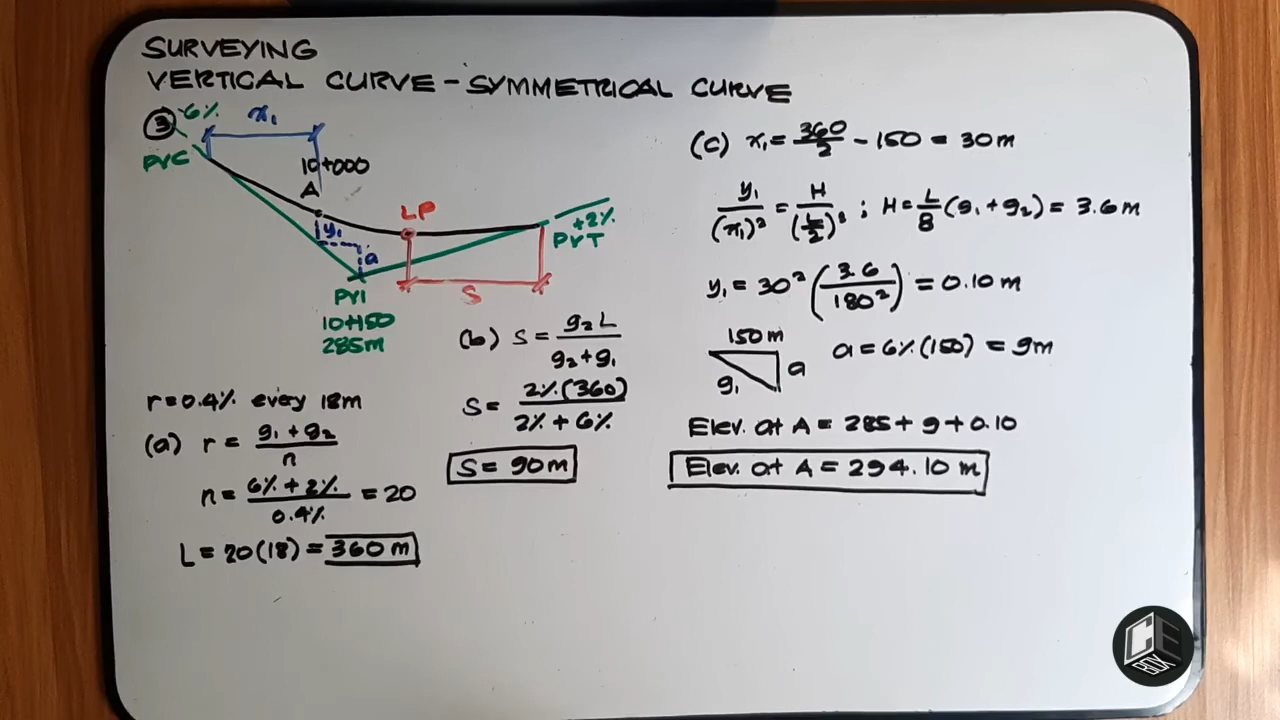 SURVEYING
VERTICAL CURVE - SYMMETRICAL CURVE
③
-6%
x₁
PVC
10+000
A
y₁
a
LP
+2%
PVT
S
PVI
10+150
285m
r=0.4% every 18m
(a) r = g₁+g₂/n
n = 6%+2%/0.4% = 20
L = 20(18) = 360 m
(b) S = g₂L/g₂+g₁
S = 2%(360)/2%+6%
S = 90m
(c) x₁ = 360/2 - 150 = 30m
y₁/(x₁)² = H/(L/2)² ; H = L/8 (g₁+g₂) = 3.6m
y₁ = 30² (3.6/180²) = 0.10m
150m
g₁
a
a = 6%(150) = 9m
Elev. at A = 285+9+0.10
Elev. at A = 294.10 m
CE
BOX